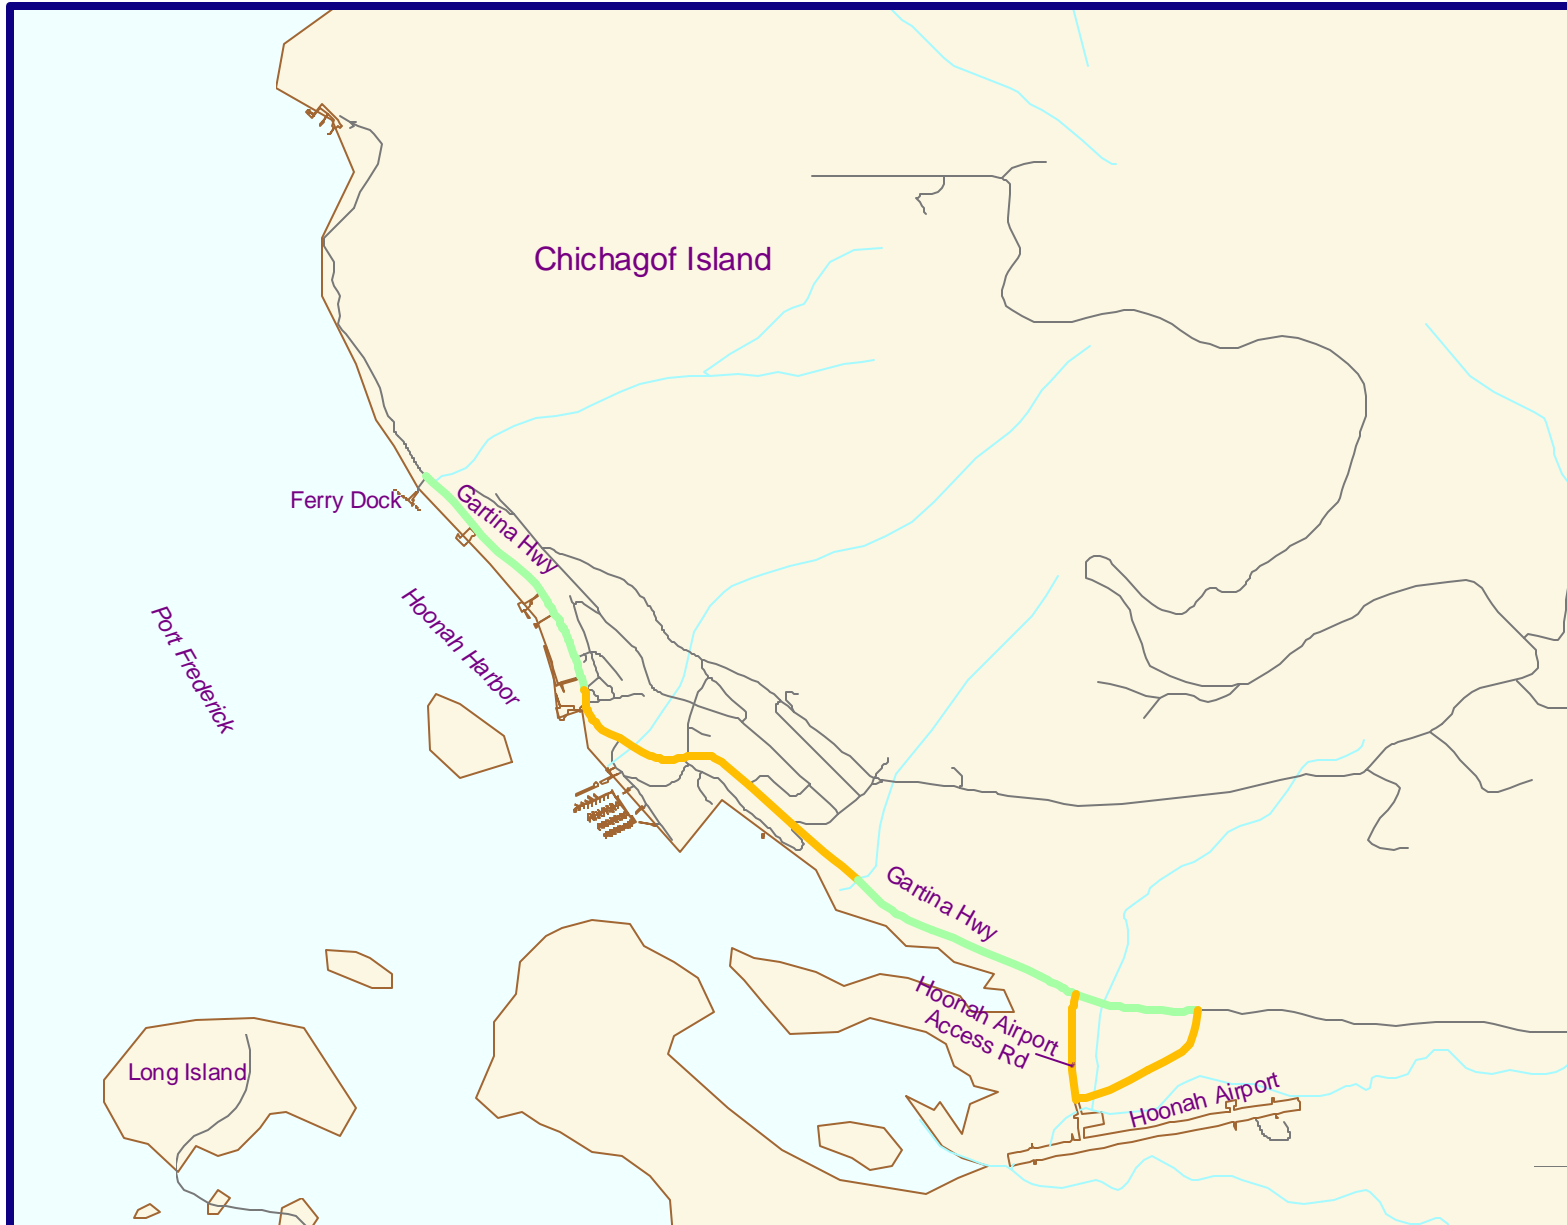 Chichagof Island
Ferry Dock
Gartina Hwy
Hoonah Harbor
Port Frederick
Gartina Hwy
Hoonah Airport
Access Rd
Long Island
Hoonah Airport